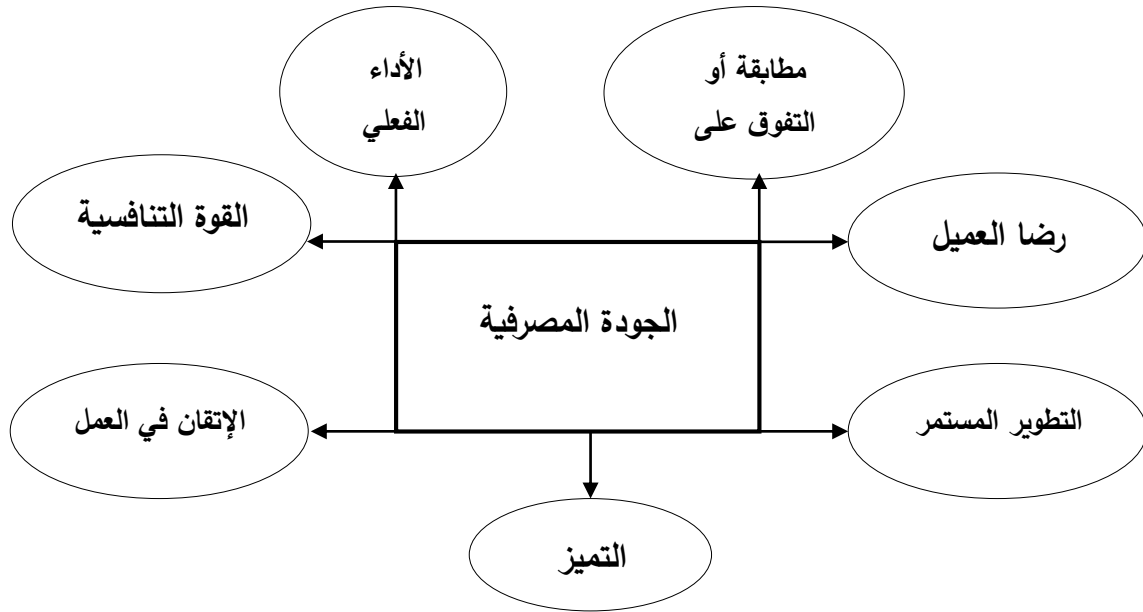 مطابقة أو
التفوق على
الأداء
الفعلي
القوة التنافسية
رضا العميل
الجودة المصرفية
الإتقان في العمل
التطوير المستمر
التميز